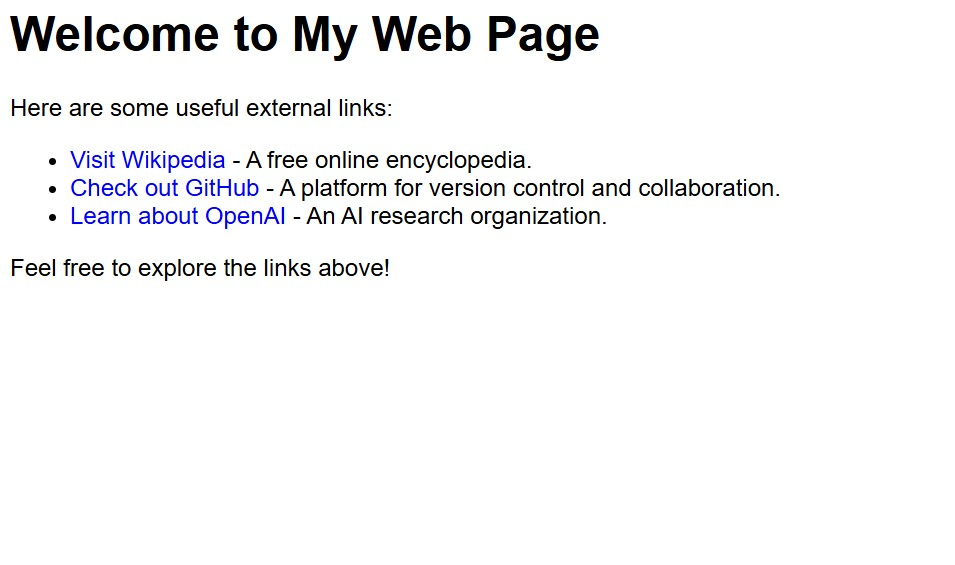 Welcome to My Web Page
Here are some useful external links:
• Visit Wikipedia - A free online encyclopedia.
• Check out GitHub - A platform for version control and collaboration.
• Learn about OpenAI - An AI research organization.
Feel free to explore the links above!